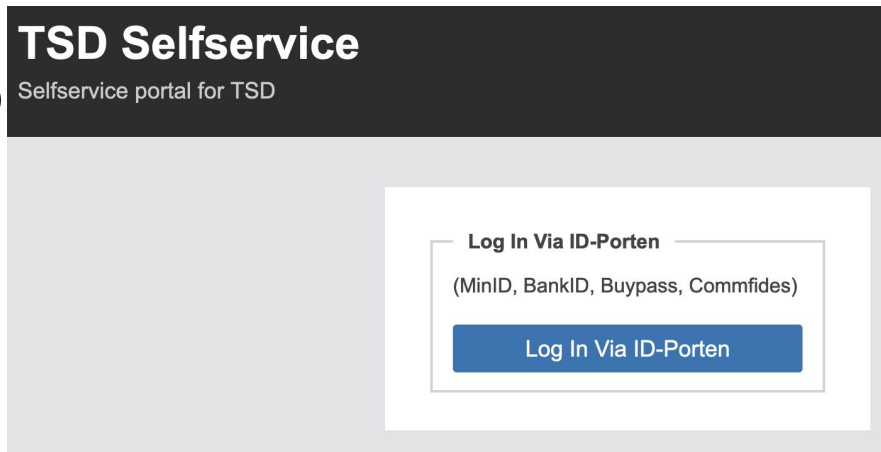 TSD Selfservice
Selfservice portal for TSD
Log In Via ID-Porten
(MinID, BankID, Buypass, Commfides)
Log In Via ID-Porten